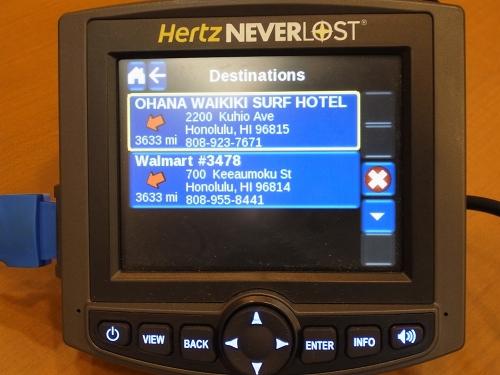 Hertz NEVERLOST®
Destinations
OHANA WAIKIKI SURF HOTEL
2200 Kuhio Ave
Honolulu, HI 96815
3633 mi 808-923-7671
Walmart #3478
700 Keeaumoku St
Honolulu, HI 96814
3633 mi 808-955-8441
VIEW BACK ENTER INFO